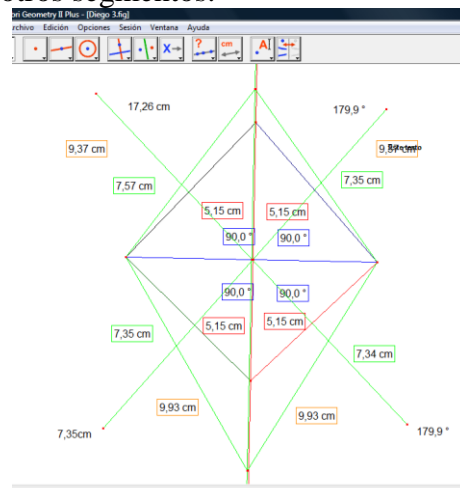 otros segmentos.
bri Geometry II Plus - [Diego 3.fig]
rchivo Edición Opciones Sesión Ventana Ayuda
17,26 cm
179,9 °
9,37 cm
7,57 cm
7,35 cm
5,15 cm
5,15 cm
90,0 °
90,0 °
90,0 °
90,0 °
5,15 cm
5,15 cm
7,35 cm
7,34 cm
9,93 cm
9,93 cm
7,35cm
179,9 °